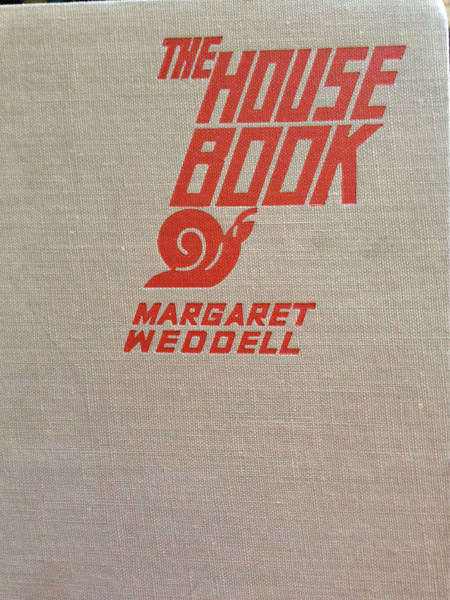 THE HOUSE
BOOK
MARGARET
WEDDELL